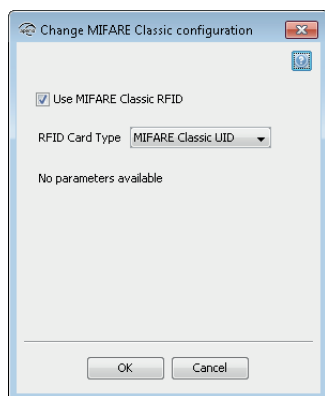 Change MIFARE Classic configuration
Use MIFARE Classic RFID
RFID Card Type MIFARE Classic UID
No parameters available
OK Cancel